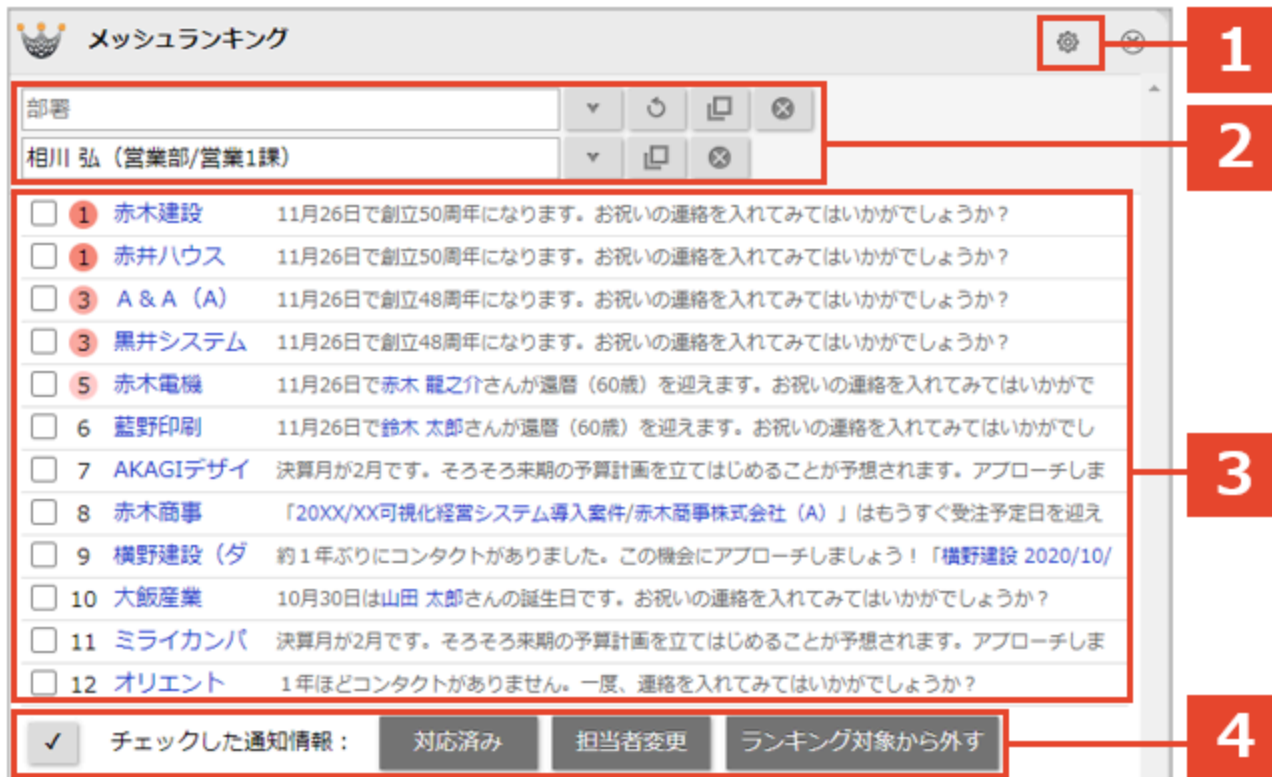 メッシュランキング
1
部署
2
相川 弘（営業部/営業1課）
1 赤木建設 11月26日で創立50周年になります。お祝いの連絡を入れてみてはいかがでしょうか？
1 赤井ハウス 11月26日で創立50周年になります。お祝いの連絡を入れてみてはいかがでしょうか？
3 Ａ＆Ａ（A） 11月26日で創立48周年になります。お祝いの連絡を入れてみてはいかがでしょうか？
3 黒井システム 11月26日で創立48周年になります。お祝いの連絡を入れてみてはいかがでしょうか？
5 赤木電機 11月26日で赤木 龍之介さんが還暦（60歳）を迎えます。お祝いの連絡を入れてみてはいかがで
6 藍野印刷 11月26日で鈴木 太郎さんが還暦（60歳）を迎えます。お祝いの連絡を入れてみてはいかがでし
7 AKAGIデザイ 決算月が2月です。そろそろ来期の予算計画を立てはじめることが予想されます。アプローチしま
3
8 赤木商事 「20XX/XX可視化経営システム導入案件/赤木商事株式会社（A）」はもうすぐ受注予定日を迎え
9 横野建設（ダ 約１年ぶりにコンタクトがありました。この機会にアプローチしましょう！「横野建設 2020/10/
10 大飯産業 10月30日は山田 太郎さんの誕生日です。お祝いの連絡を入れてみてはいかがでしょうか？
11 ミライカンパ 決算月が2月です。そろそろ来期の予算計画を立てはじめることが予想されます。アプローチしま
12 オリエント １年ほどコンタクトがありません。一度、連絡を入れてみてはいかがでしょうか？
チェックした通知情報： 対応済み 担当者変更 ランキング対象から外す
4